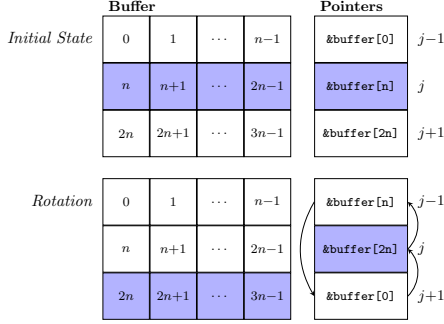 Buffer Pointers
Initial State 0 1 ··· n−1 &buffer[0] j−1
n n+1 ··· 2n−1 &buffer[n] j
2n 2n+1 ··· 3n−1 &buffer[2n] j+1
Rotation 0 1 ··· n−1 &buffer[n] j−1
n n+1 ··· 2n−1 &buffer[2n] j
2n 2n+1 ··· 3n−1 &buffer[0] j+1